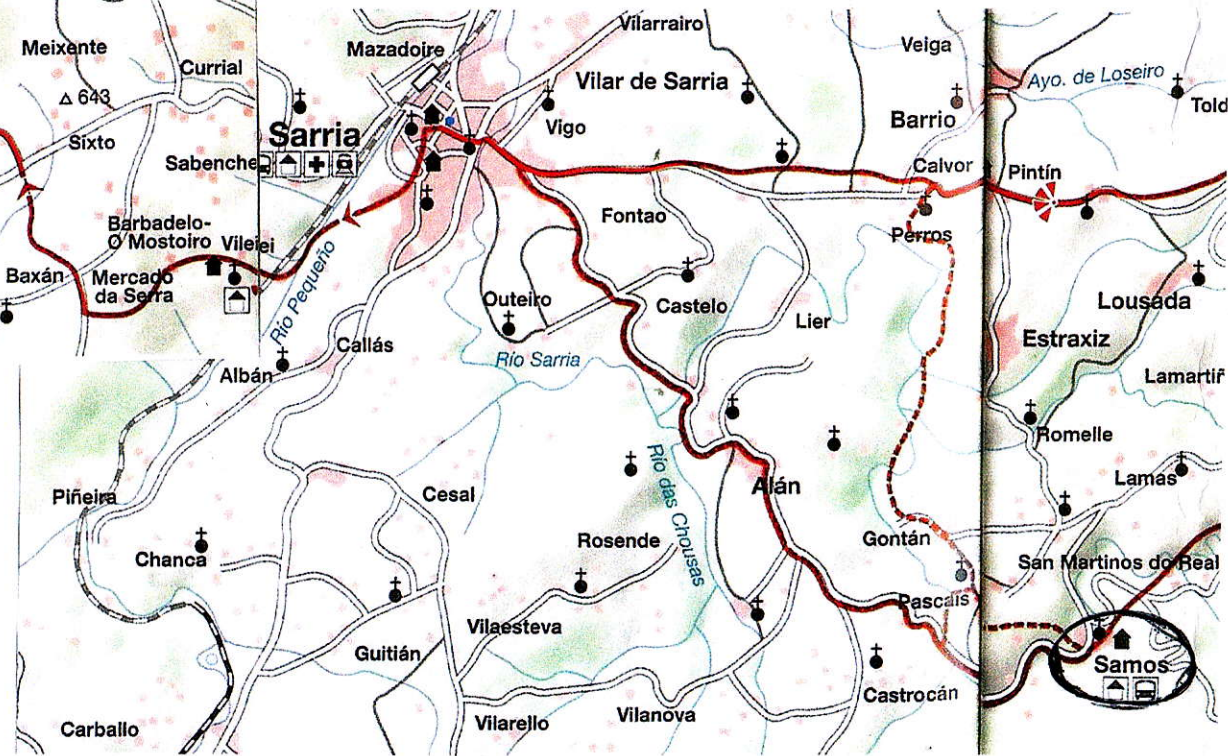 Meixente
Currial
643
Sixto
Sabenche
Mazadoire
Sarria
Vilarrairo
Vilar de Sarria
Vigo
Veiga
Barrio
Calvor
Ayo. de Loseiro
Told
Pintín
Barbadelo-
O Mostoiro
Vilei
Baxán
Mercado
da Serra
Río Pequeño
Fontao
Perros
Outeiro
Castelo
Lier
Lousada
Estraxiz
Callás
Albán
Río Sarria
Lamartiñ
Romelle
Piñeira
Cesal
Río das Chousas
Alán
Lamas
Chanca
Rosende
Gontán
San Martinos do Real
Pascais
Vilaesteva
Guitián
Samos
Castrocán
Carballo
Vilarello
Vilanova